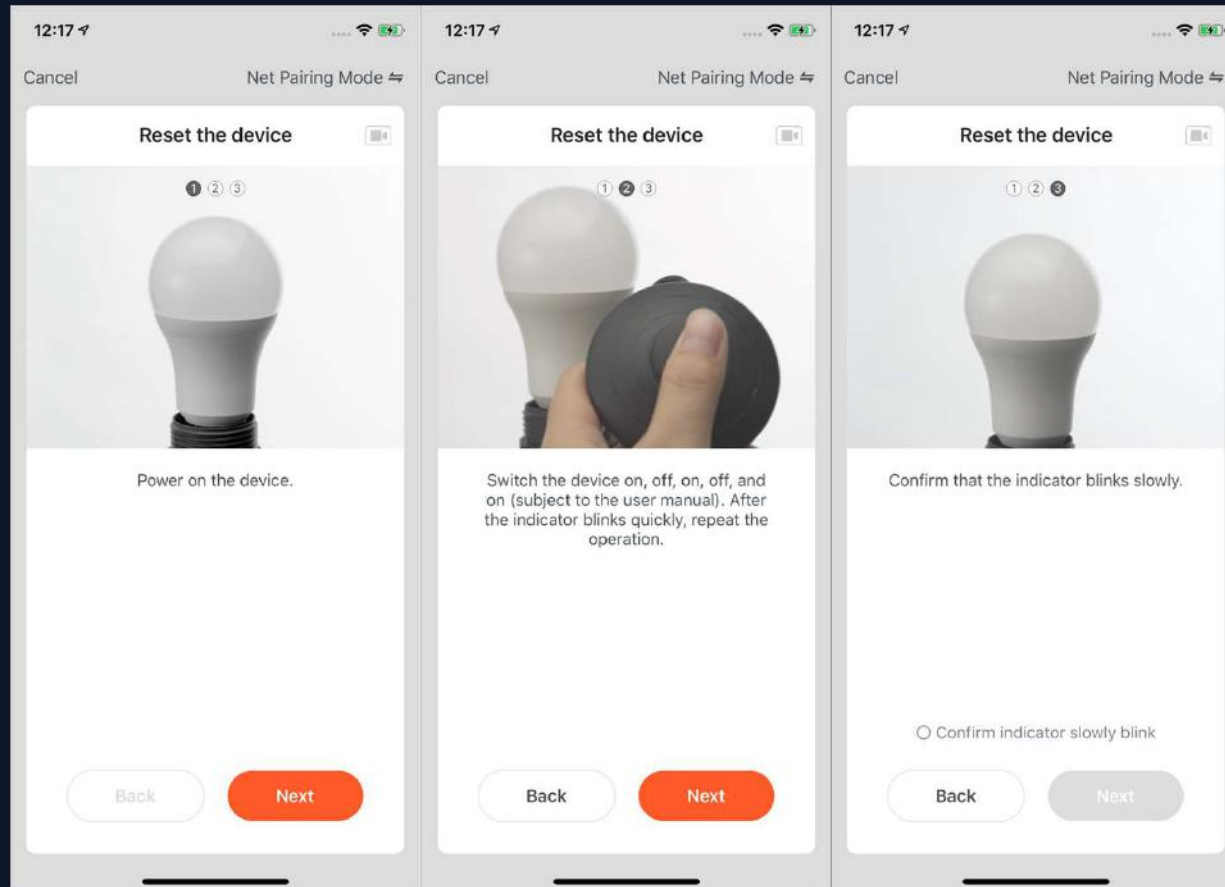 12:17
Cancel
Net Pairing Mode ⇋
Reset the device
1 2 3
Power on the device.
Back
Next
12:17
Cancel
Net Pairing Mode ⇋
Reset the device
1 2 3
Switch the device on, off, on, off, and
on (subject to the user manual). After
the indicator blinks quickly, repeat the
operation.
Back
Next
12:17
Cancel
Net Pairing Mode ⇋
Reset the device
1 2 3
Confirm that the indicator blinks slowly.
Confirm indicator slowly blink
Back
Next